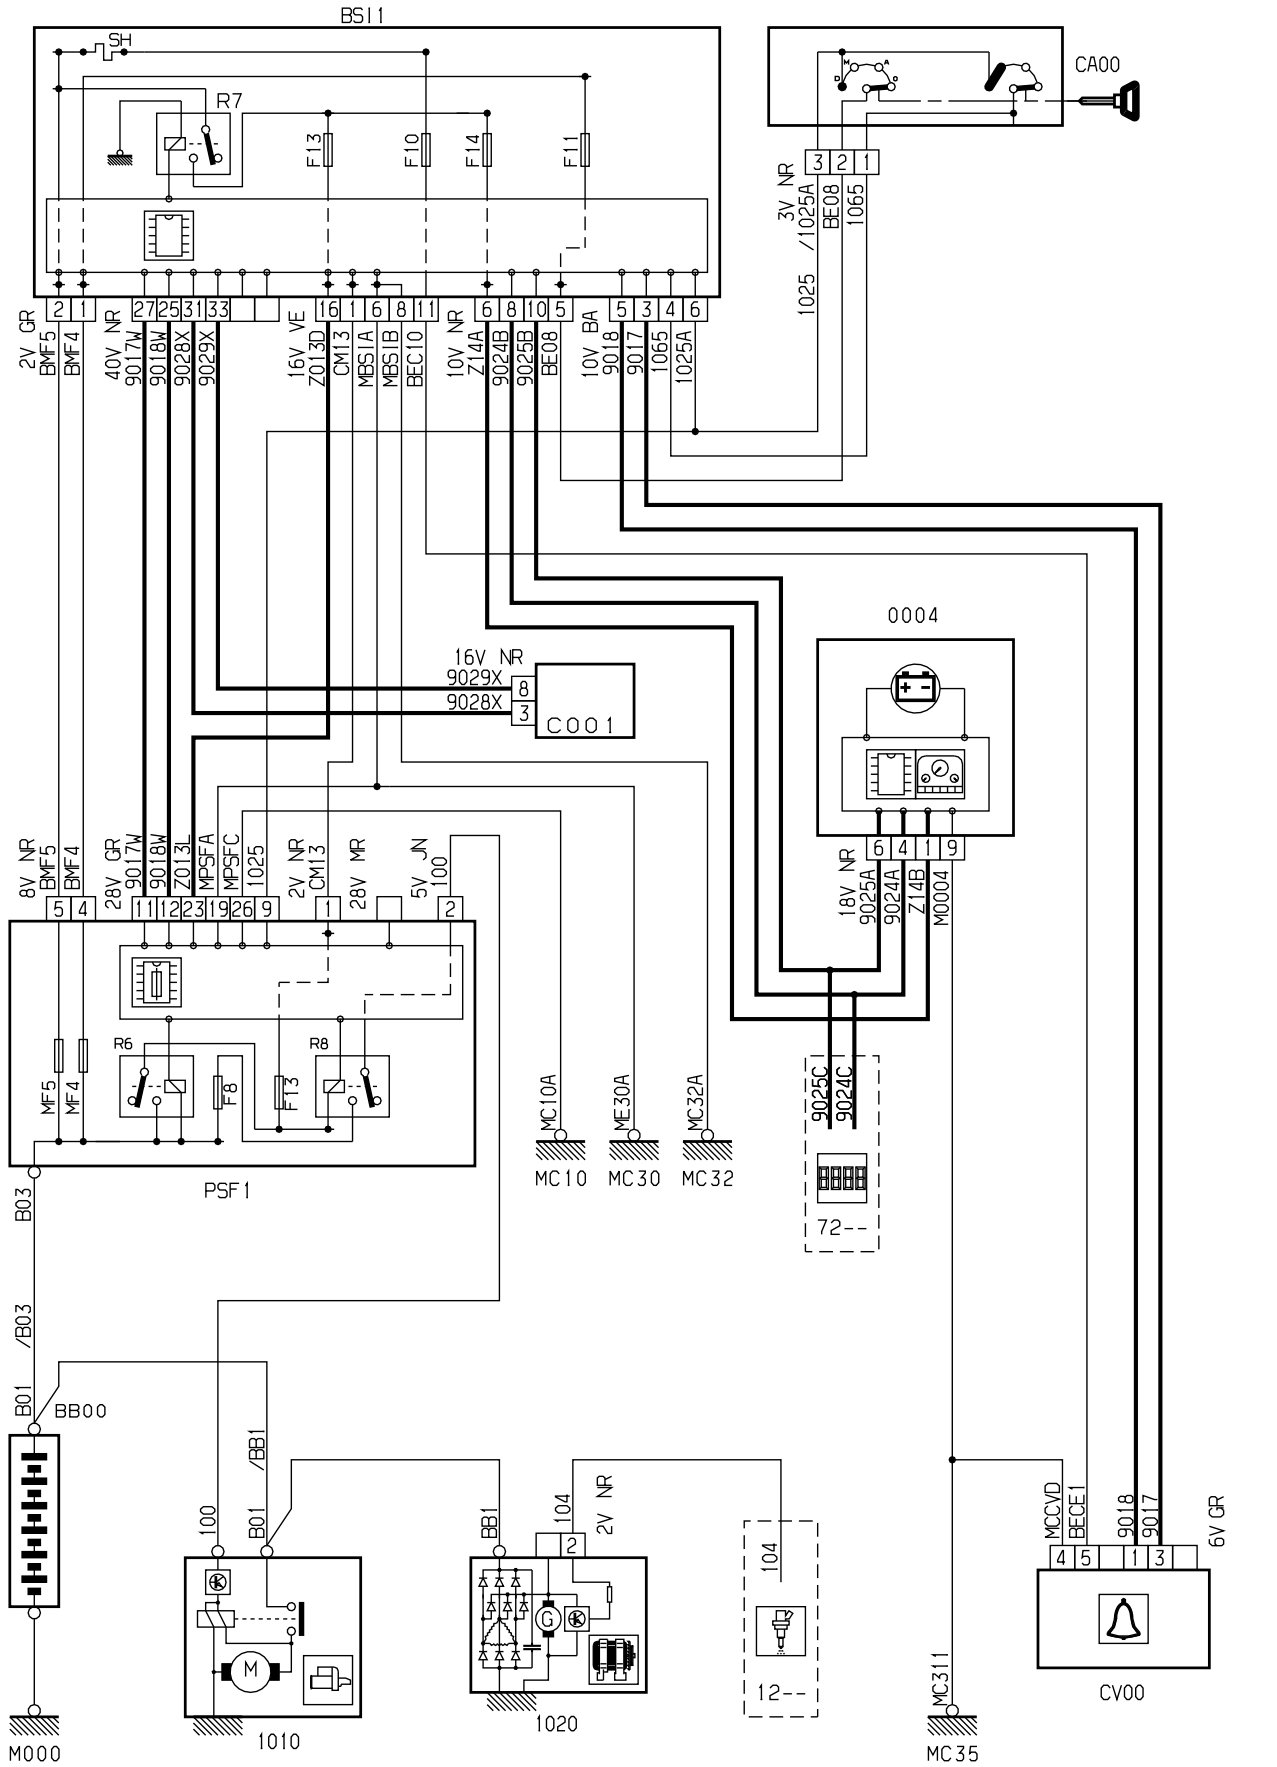 BSI1
SH
R7
F13
F10
F14
F11
M
A
D
O
CA00
3 2 1
3V NR
1025 /1025A
BE08
1065
2 1
27 25 31 33
16 1 6 8 11
6 8 10 5
5 3 4 6
2V GR
BMF5
BMF4
40V NR
9017W
9018W
9028X
9029X
16V VE
Z013D
CM13
MBSIA
MBSIB
BEC10
10V NR
Z14A
9024B
9025B
BE08
10V BA
9018
9017
1065
1025A
0004
16V NR
9029X
8
9028X
3
C001
+ -
6 4 1 9
18V NR
9025A
9024A
Z14B
M0004
8V NR
BMF5
BMF4
28V GR
9017W
9018W
Z013L
MPSFA
MPSFC
1025
2V NR
CM13
28V MR
5V JN
100
5 4
11 12 23 19 26 9
1
2
R6
R8
MF5
MF4
F8
F13
PSF1
MC10A
ME30A
MC32A
MC10
MC30
MC32
9025C
9024C
72--
B03
/B03
B01
BB00
M000
100
B01
/BB1
M
1010
BB1
104
2V NR
2
G
1020
104
12--
MC311
MC35
MCCVD
BECE1
9018
9017
6V GR
4 5 1 3
CV00